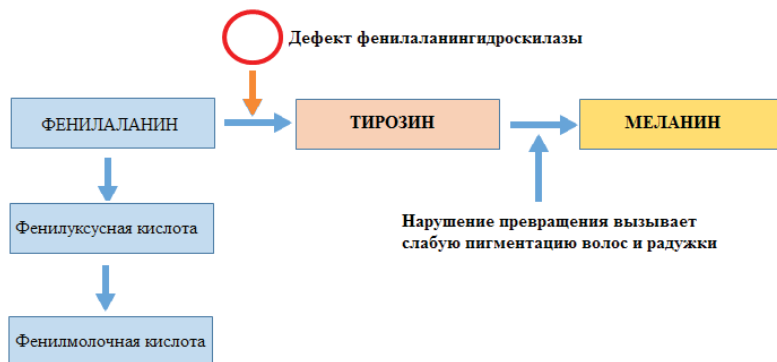 Дефект фенилаланингидроскилазы
ФЕНИЛАЛАНИН
ТИРОЗИН
МЕЛАНИН
Фенилуксусная кислота
Нарушение превращения вызывает
слабую пигментацию волос и радужки
Фенилмолочная кислота